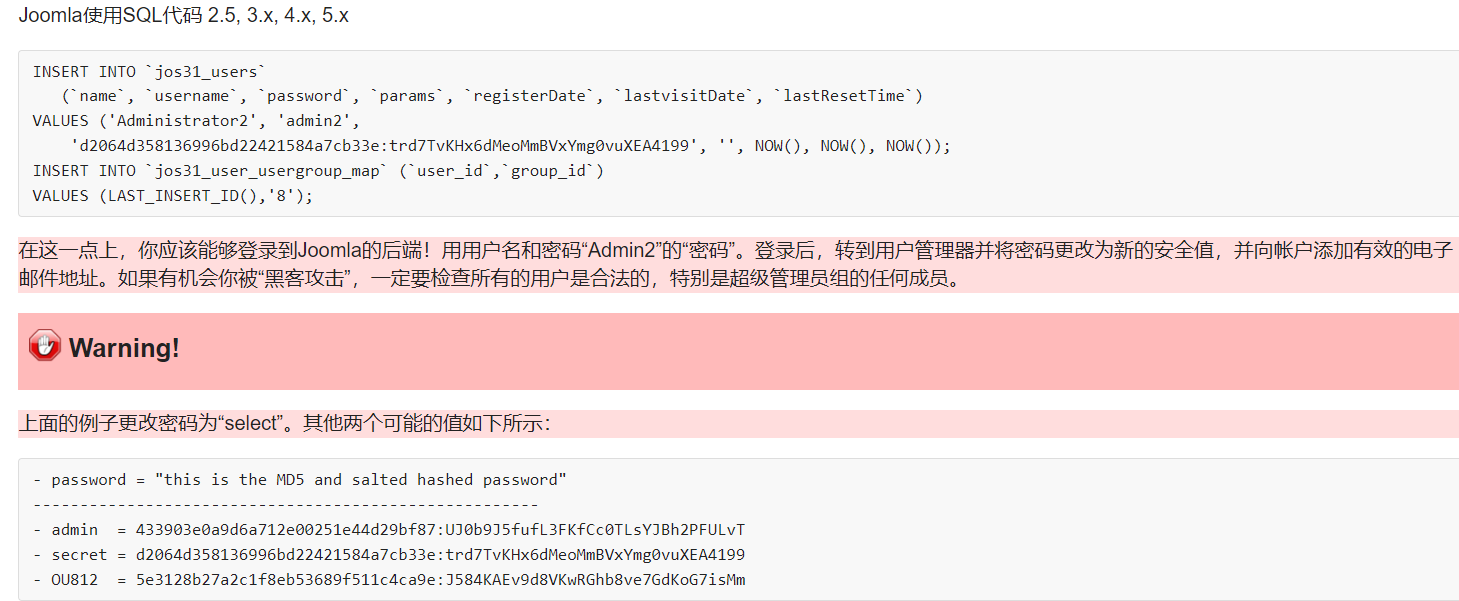 Joomla使用SQL代码 2.5, 3.x, 4.x, 5.x
INSERT INTO `jos31_users`
(`name`, `username`, `password`, `params`, `registerDate`, `lastvisitDate`, `lastResetTime`)
VALUES ('Administrator2', 'admin2',
'd2064d358136996bd22421584a7cb33e:trd7TvKHx6dMeoMmBVxYmg0vuXEA4199', '', NOW(), NOW(), NOW());
INSERT INTO `jos31_user_usergroup_map` (`user_id`,`group_id`)
VALUES (LAST_INSERT_ID(),'8');
在这一点上，你应该能够登录到Joomla的后端！用用户名和密码“Admin2”的“密码”。登录后，转到用户管理器并将密码更改为新的安全值，并向帐户添加有效的电子
邮件地址。如果有机会你被“黑客攻击”，一定要检查所有的用户是合法的，特别是超级管理员组的任何成员。
Warning!
上面的例子更改密码为“select”。其他两个可能的值如下所示：
- password = "this is the MD5 and salted hashed password"
------------------------------------------------------
- admin  = 433903e0a9d6a712e00251e44d29bf87:UJ0b9J5fufL3FKfCc0TLsYJBh2PFULvT
- secret = d2064d358136996bd22421584a7cb33e:trd7TvKHx6dMeoMmBVxYmg0vuXEA4199
- OU812  = 5e3128b27a2c1f8eb53689f511c4ca9e:J584KAEv9d8VKwRGhb8ve7GdKoG7isMm